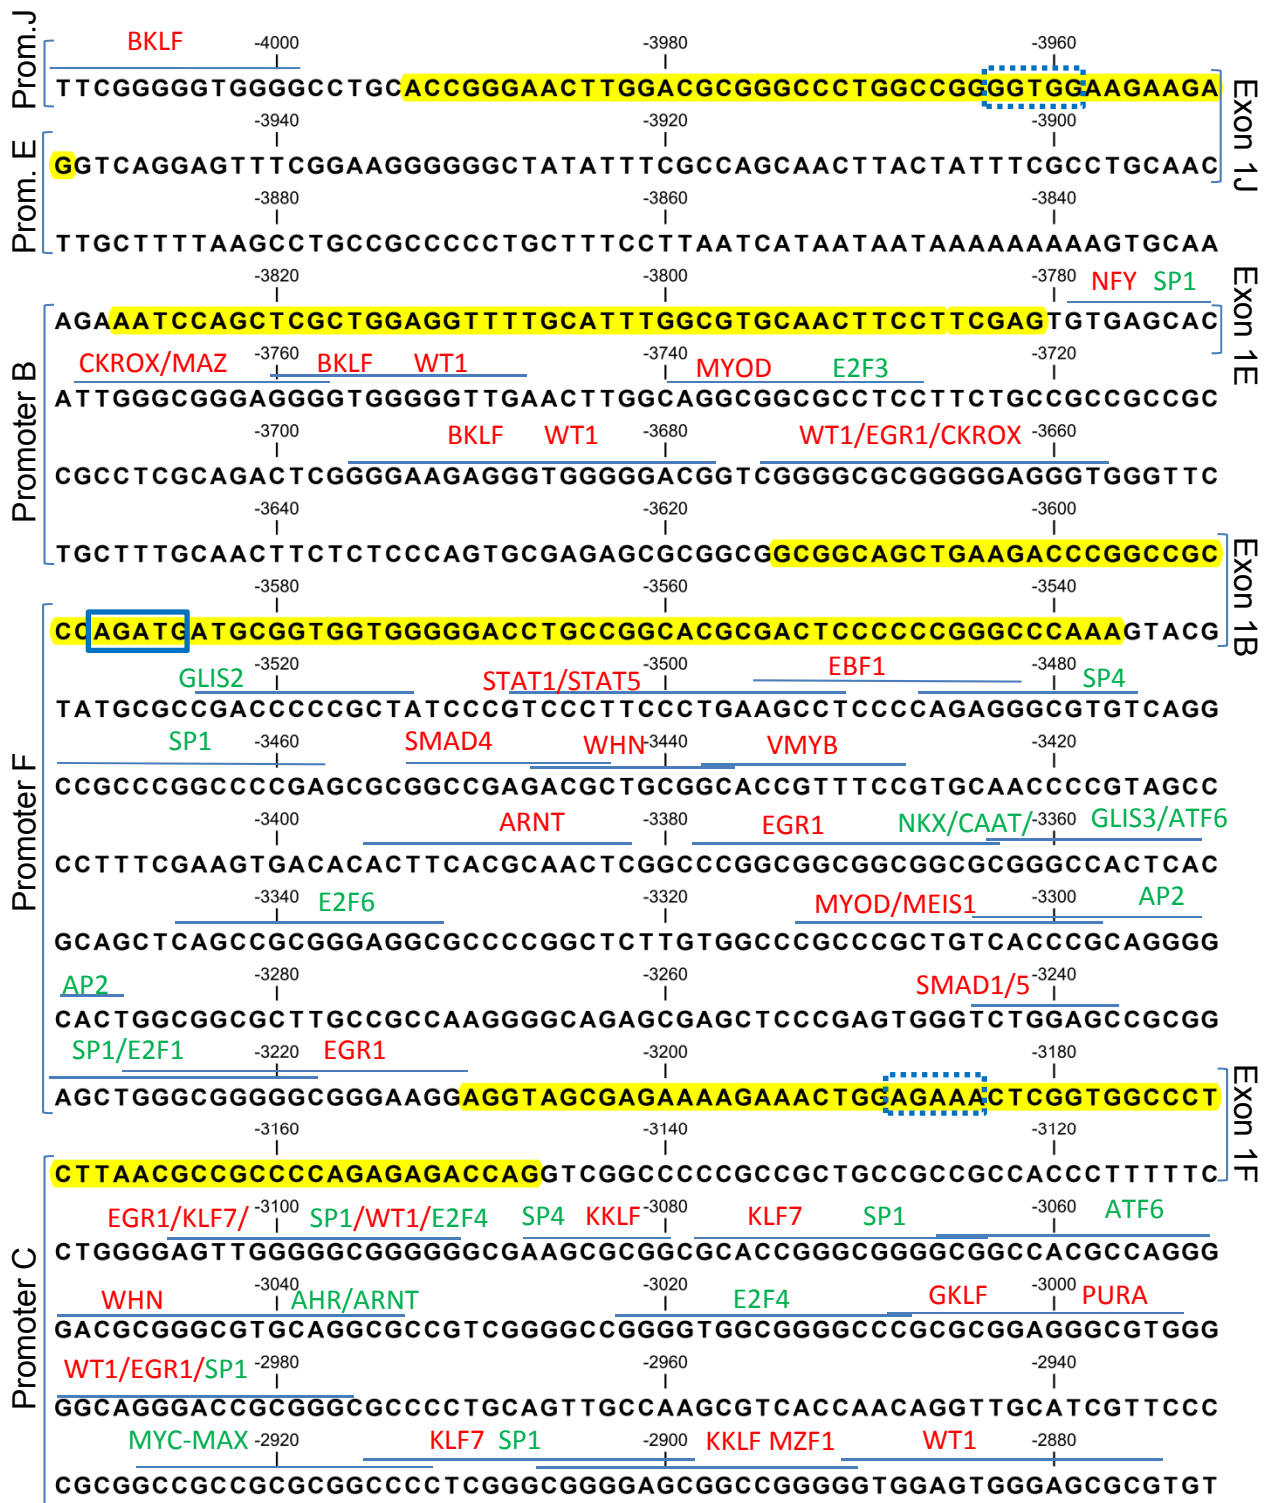 Prom.J
BKLF
-4000 -3980 -3960
TTCGGGGGTGGGGCCTGCACCGGGAACTTGGACGCGGGCCCTGGCCGGGGGTGGAAGAAGA
Exon 1J
-3940 -3920 -3900
Prom. E
GGTCAGGAGTTTCGGAAGGGGGGCTATATTTCGCCAGCAACTTACTATTTCGCCTGCAAC
-3880 -3860 -3840
TTGCTTTTAAGCCTGCCGCCCCCTGCTTTCCTTAATCATAATAATAAAAAAAAAGTGCAA
-3820 -3800 -3780
NFY SP1
AGAAATCCAGCTCGCTGGAGGTTTTGCATTTGGCGTGCAACTTCCTTCGAGTGTGAGCAC
Exon 1E
Promoter B
-3760 -3740 -3720
CKROX/MAZ BKLF WT1 MYOD E2F3
ATTGGGCGGGAGGGGTGGGGGTTGAACTTGGCAGGCGGCGCCTCCTTCTGCCGCCGCCGC
-3700 -3680 -3660
BKLF WT1 WT1/EGR1/CKROX
CGCCTCGCAGACTCGGGGAAGAGGGTGGGGGACGGTCGGGGCGCGGGGGAGGGTGGGTTC
-3640 -3620 -3600
TGCTTTGCAACTTCTCTCCCAGTGCGAGAGCGCGGCGGCGGCAGCTGAAGACCCGGCCGC
Exon 1B
-3580 -3560 -3540
CCAGATGATGCGGTGGTGGGGGACCTGCCGGCACGCGACTCCCCCCGGGCCCAAAGTACG
Promoter F
-3520 -3500 -3480
GLIS2 STAT1/STAT5 EBF1 SP4
TATGCGCCGACCCCCGCTATCCCGTCCCTTCCCTGAAGCCTCCCCAGAGGGCGTGTCAGG
-3460 -3440 -3420
SP1 SMAD4 WHN VMYB
CCGCCCGGCCCCGAGCGCGGCCGAGACGCTGCGGCACCGTTTCCGTGCAACCCCGTAGCC
-3400 -3380 -3360
ARNT EGR1 NKX/CAAT/ GLIS3/ATF6
CCTTTCGAAGTGACACACTTCACGCAACTCGGCCCGGCGGCGGCGGCGCGGGCCACTCAC
-3340 -3320 -3300
E2F6 MYOD/MEIS1 AP2
GCAGCTCAGCCGCGGGAGGCGCCCCGGCTCTTGTGGCCCGCCCGCTGTCACCCGCAGGGG
-3280 -3260 -3240
AP2 SMAD1/5
CACTGGCGGCGCTTGCCGCCAAGGGGCAGAGCGAGCTCCCGAGTGGGTCTGGAGCCGCGG
-3220 -3200 -3180
SP1/E2F1 EGR1
AGCTGGGCGGGGGCGGGAAGGAGGTAGCGAGAAAAGAAACTGGAGAAACTCGGTGGCCCT
Exon 1F
-3160 -3140 -3120
CTTAACGCCGCCCCAGAGAGACCAGGTCGGCCCCCGCCGCTGCCGCCGCCACCCTTTTTC
Promoter C
-3100 -3080 -3060
EGR1/KLF7/ SP1/WT1/E2F4 SP4 KKLF KLF7 SP1 ATF6
CTGGGGAGTTGGGGGCGGGGGGCGAAGCGCGGCGCACCGGGCGGGGCGGCCACGCCAGGG
-3040 -3020 -3000
WHN AHR/ARNT E2F4 GKLF PURA
GACGCGGGCGTGCAGGCGCCGTCGGGGCCGGGGTGGCGGGGCCCGCGCGGAGGGCGTGGG
-2980 -2960 -2940
WT1/EGR1/SP1
GGCAGGGACCGCGGGCGCCCCTGCAGTTGCCAAGCGTCACCAACAGGTTGCATCGTTCCC
-2920 -2900 -2880
MYC-MAX KLF7 SP1 KKLF MZF1 WT1
CGCGGCCGCCGCGCGGCCCCTCGGGCGGGGAGCGGCCGGGGGTGGAGTGGGAGCGCGTGT